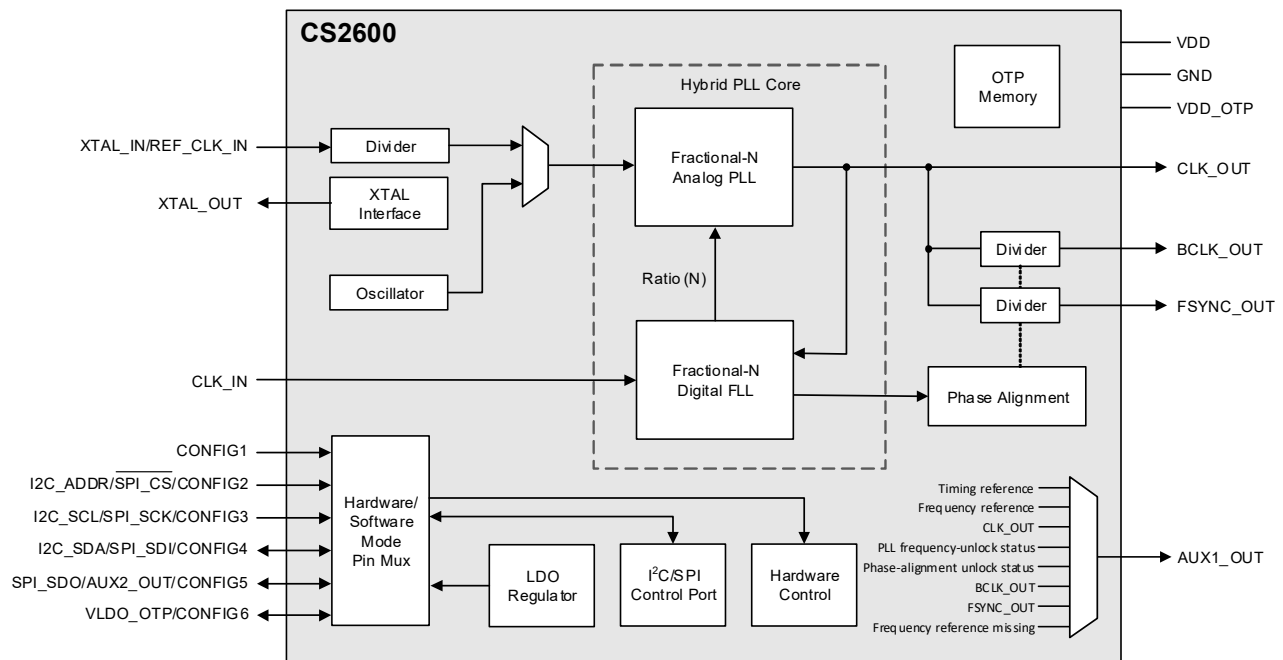 CS2600
Hybrid PLL Core
OTP
Memory
VDD
GND
VDD_OTP
XTAL_IN/REF_CLK_IN
Divider
Fractional-N
Analog PLL
CLK_OUT
XTAL_OUT
XTAL
Interface
Divider
BCLK_OUT
Oscillator
Ratio (N)
Divider
FSYNC_OUT
CLK_IN
Fractional-N
Digital FLL
Phase Alignment
CONFIG1
I2C_ADDR/SPI_CS/CONFIG2
I2C_SCL/SPI_SCK/CONFIG3
I2C_SDA/SPI_SDI/CONFIG4
SPI_SDO/AUX2_OUT/CONFIG5
VLDO_OTP/CONFIG6
Hardware/
Software
Mode
Pin Mux
LDO
Regulator
I²C/SPI
Control Port
Hardware
Control
Timing reference
Frequency reference
CLK_OUT
PLL frequency-unlock status
Phase-alignment unlock status
BCLK_OUT
FSYNC_OUT
Frequency reference missing
AUX1_OUT